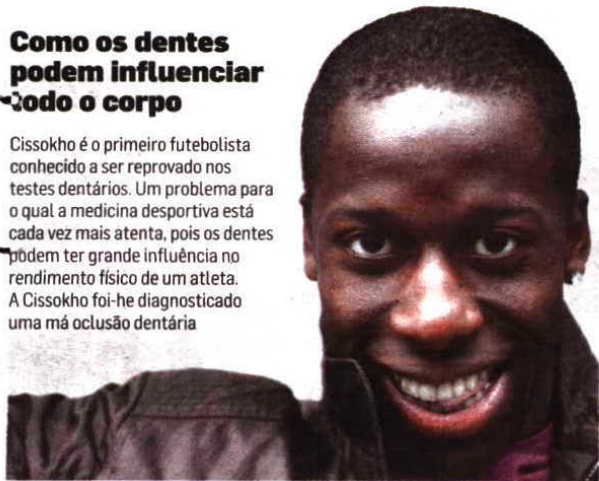 Como os dentes
podem influenciar
todo o corpo
Cissokho é o primeiro futebolista
conhecido a ser reprovado nos
testes dentários. Um problema para
o qual a medicina desportiva está
cada vez mais atenta, pois os dentes
podem ter grande influência no
rendimento físico de um atleta.
A Cissokho foi-he diagnosticado
uma má oclusão dentária